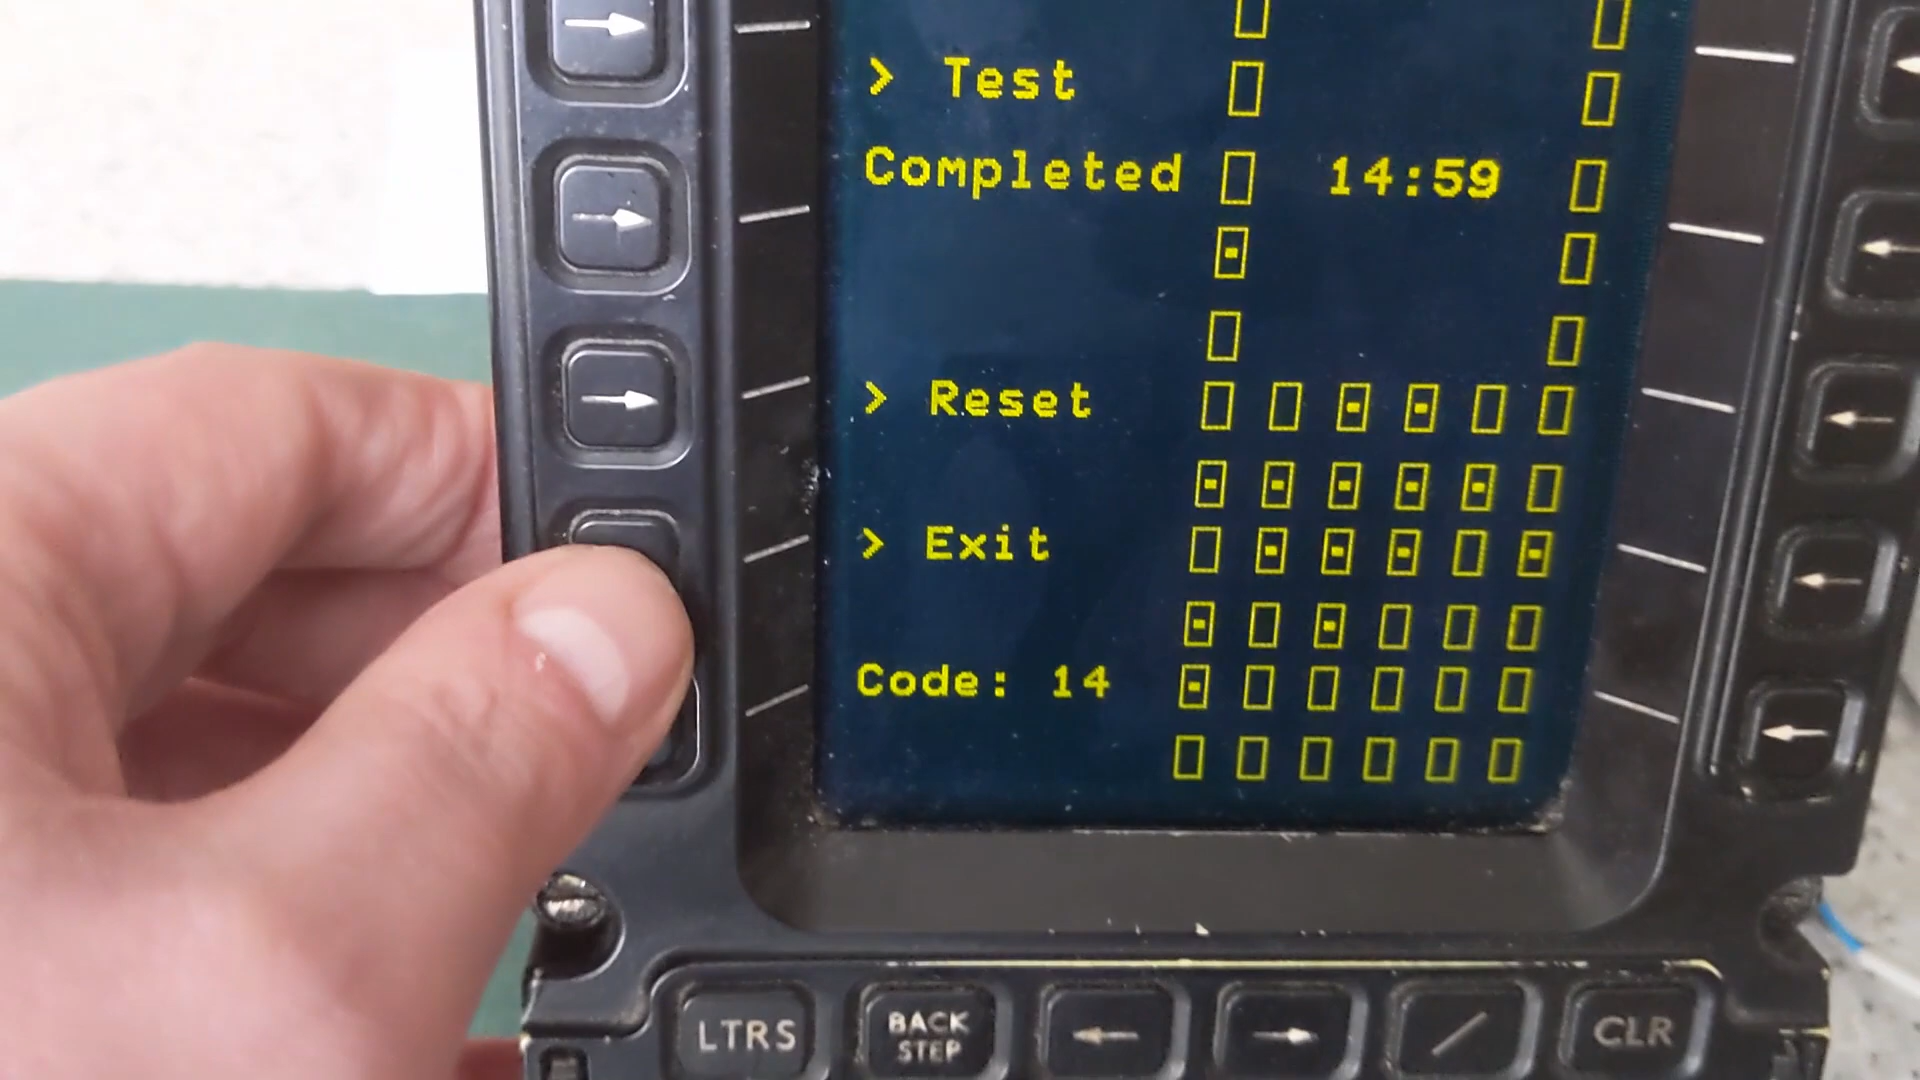 > Test
Completed 14:59
> Reset
> Exit
Code: 14
LTRS
BACK
STEP
/
CLR